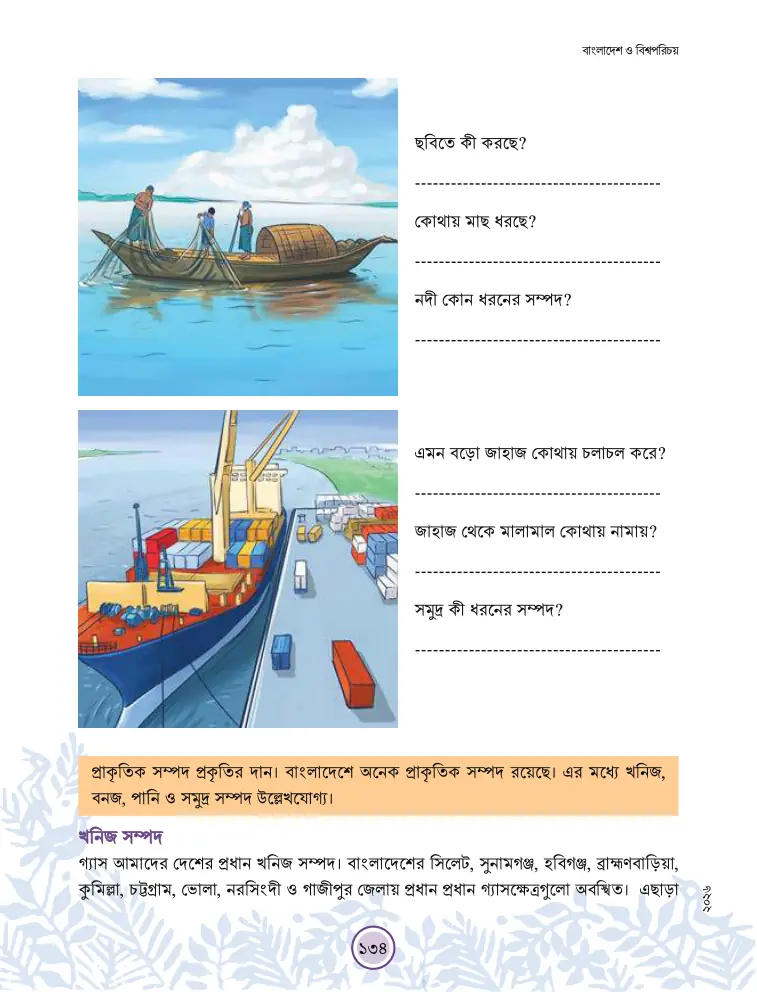 বাংলাদেশ ও বিশ্বপরিচয়
ছবিতে কী করছে?
-----------------------------------------
কোথায় মাছ ধরছে?
-----------------------------------------
নদী কোন ধরনের সম্পদ?
-----------------------------------------
এমন বড়ো জাহাজ কোথায় চলাচল করে?
-----------------------------------------
জাহাজ থেকে মালামাল কোথায় নামায়?
-----------------------------------------
সমুদ্র কী ধরনের সম্পদ?
-----------------------------------------
প্রাকৃতিক সম্পদ প্রকৃতির দান। বাংলাদেশে অনেক প্রাকৃতিক সম্পদ রয়েছে। এর মধ্যে খনিজ,
বনজ, পানি ও সমুদ্র সম্পদ উল্লেখযোগ্য।
খনিজ সম্পদ
গ্যাস আমাদের দেশের প্রধান খনিজ সম্পদ। বাংলাদেশের সিলেট, সুনামগঞ্জ, হবিগঞ্জ, ব্রাহ্মণবাড়িয়া,
কুমিল্লা, চট্টগ্রাম, ভোলা, নরসিংদী ও গাজীপুর জেলায় প্রধান প্রধান গ্যাসক্ষেত্রগুলো অবস্থিত। এছাড়া
২০২৬
১৩৪